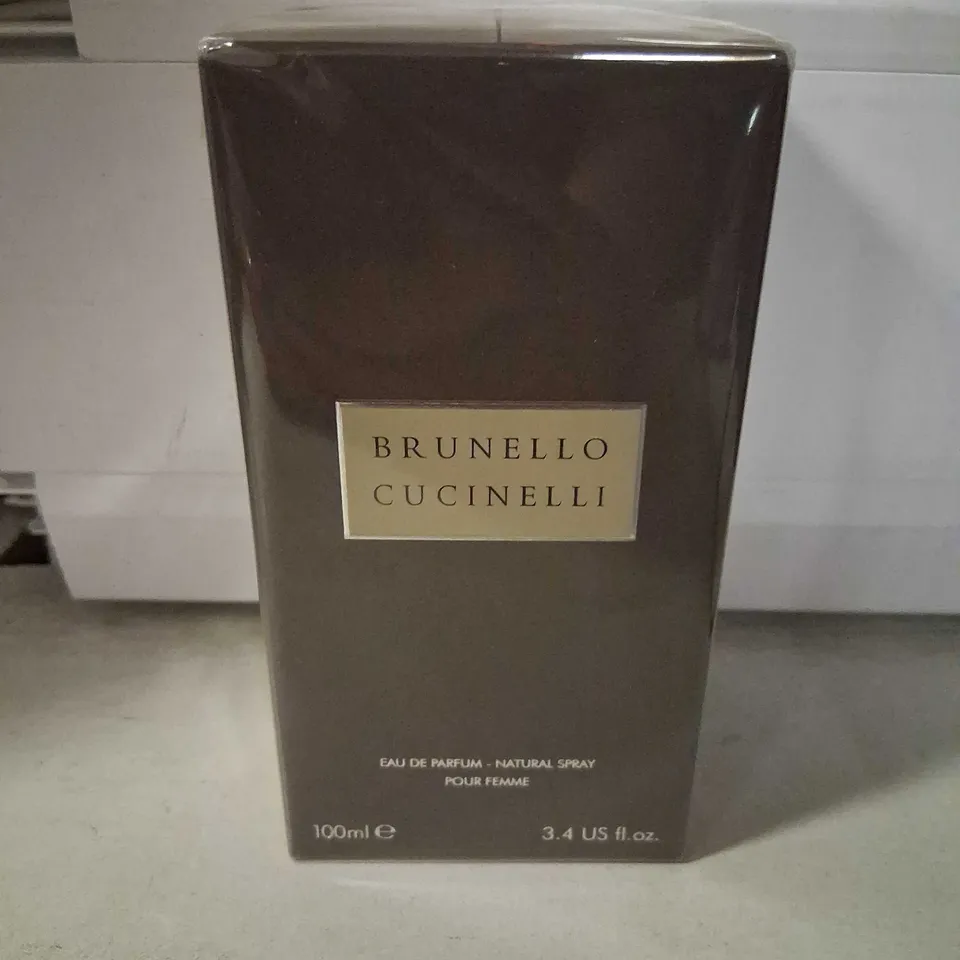 BRUNELLO
CUCINELLI
EAU DE PARFUM - NATURAL SPRAY
POUR FEMME
100ml ℮ 3.4 US fl.oz.